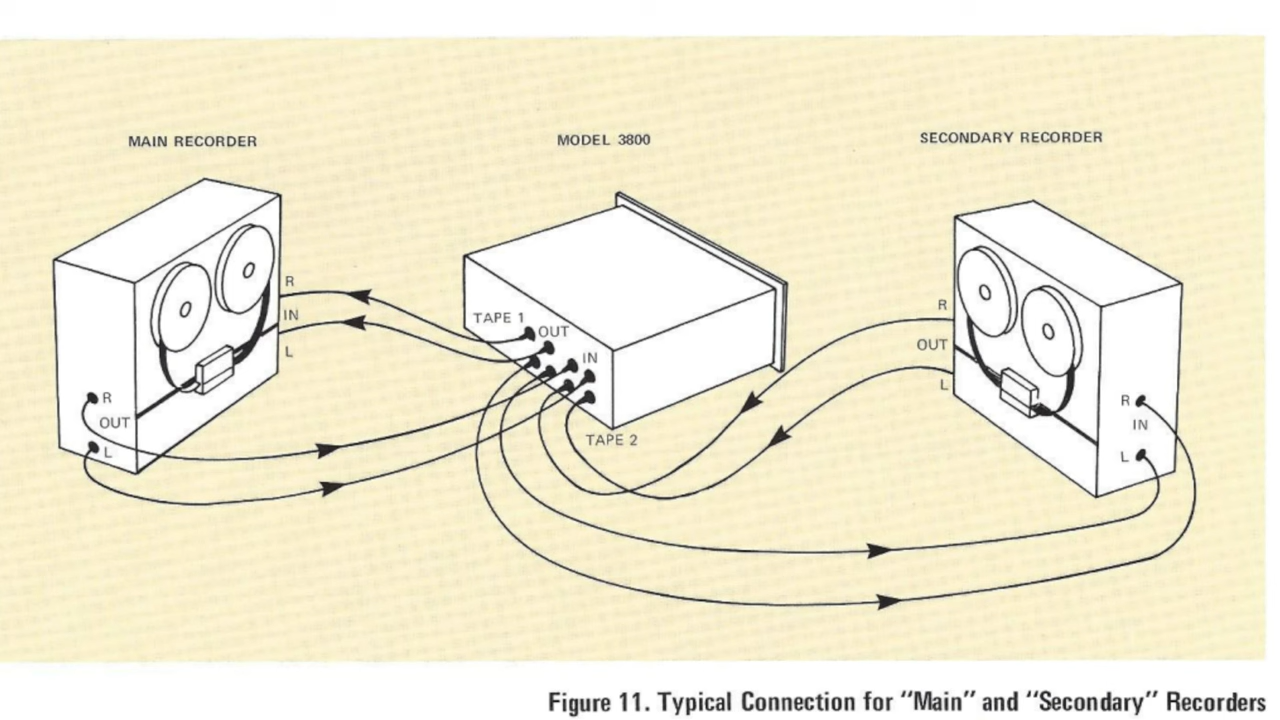 MAIN RECORDER
MODEL 3800
SECONDARY RECORDER
R
IN
L
R
OUT
L
TAPE 1
OUT
IN
TAPE 2
R
OUT
L
R
IN
L
Figure 11. Typical Connection for “Main” and “Secondary” Recorders